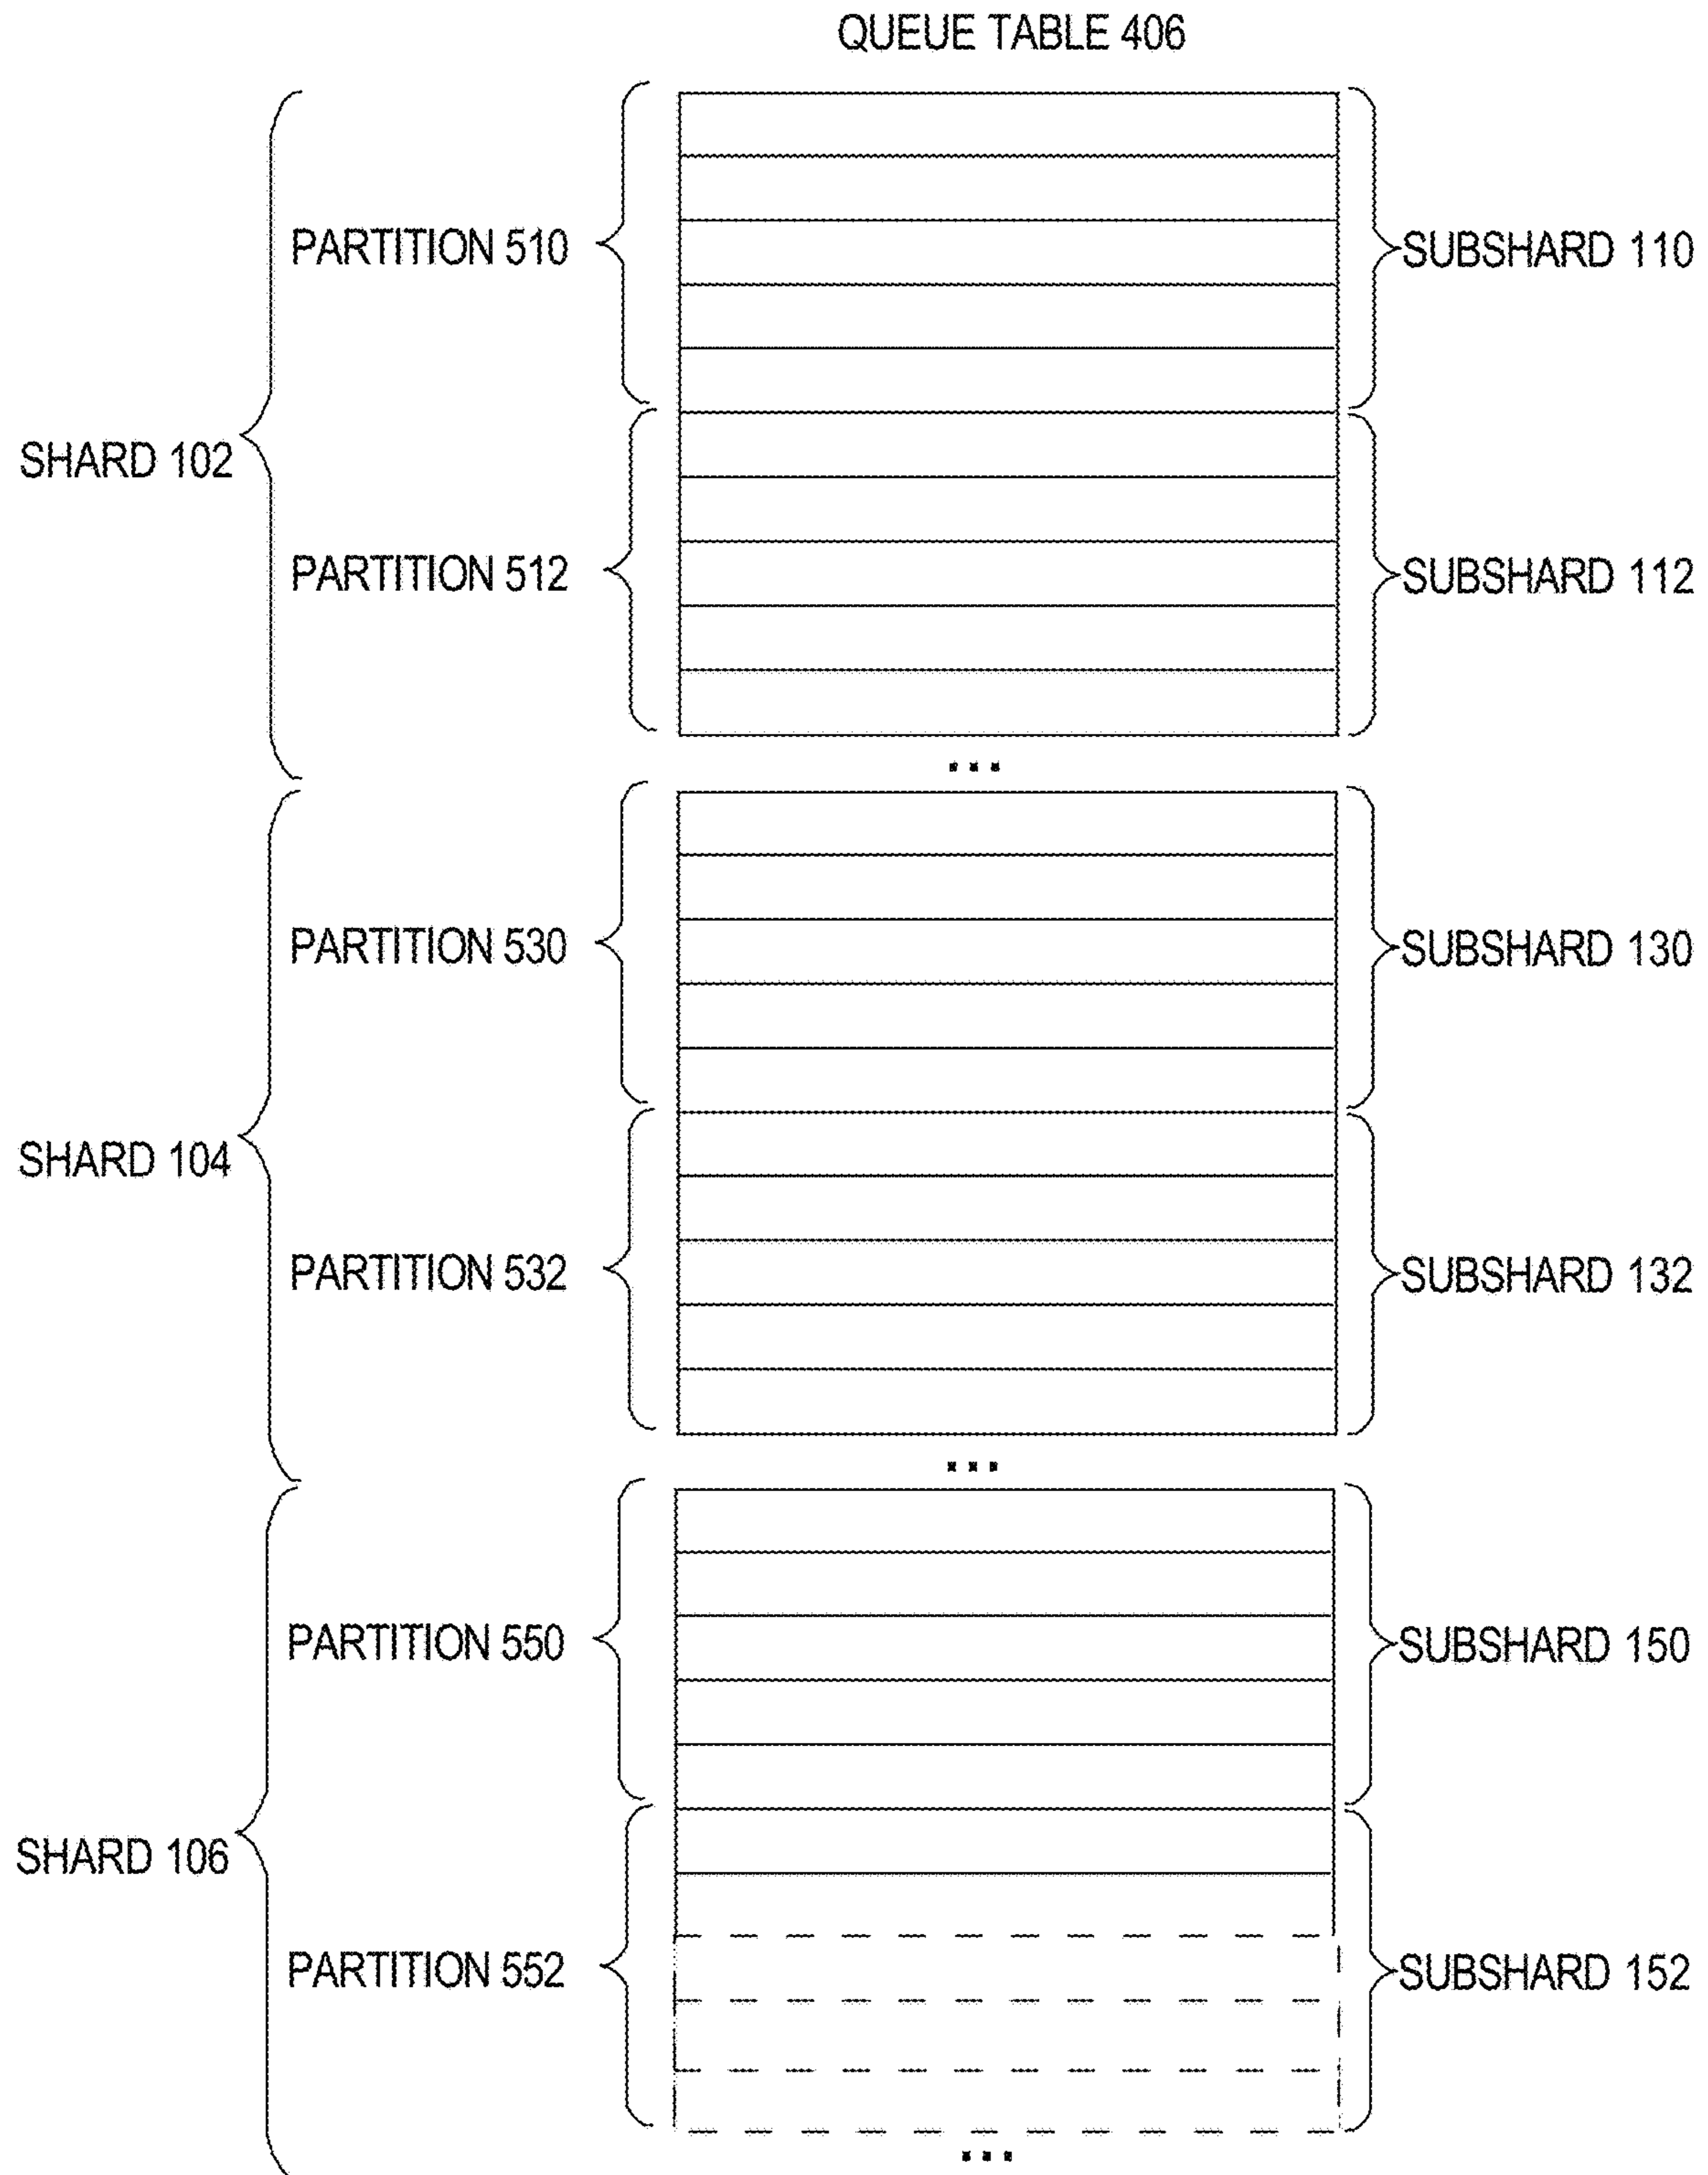 QUEUE TABLE 406
PARTITION 510
SUBSHARD 110
SHARD 102
PARTITION 512
SUBSHARD 112
...
PARTITION 530
SUBSHARD 130
SHARD 104
PARTITION 532
SUBSHARD 132
...
PARTITION 550
SUBSHARD 150
SHARD 106
PARTITION 552
SUBSHARD 152
...